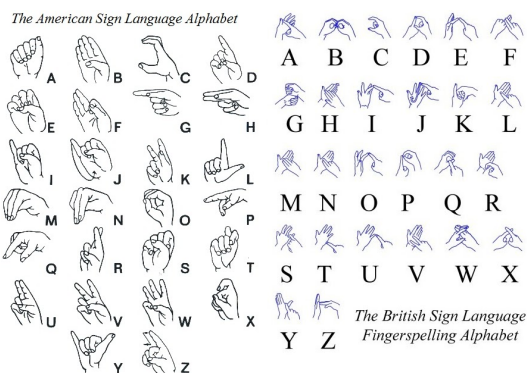 The American Sign Language Alphabet
A B C D
E F G H
I J K L
M N O P
Q R S T
U V W X
Y Z
A B C D E F
G H I J K L
M N O P Q R
S T U V W X
Y Z
The British Sign Language
Fingerspelling Alphabet